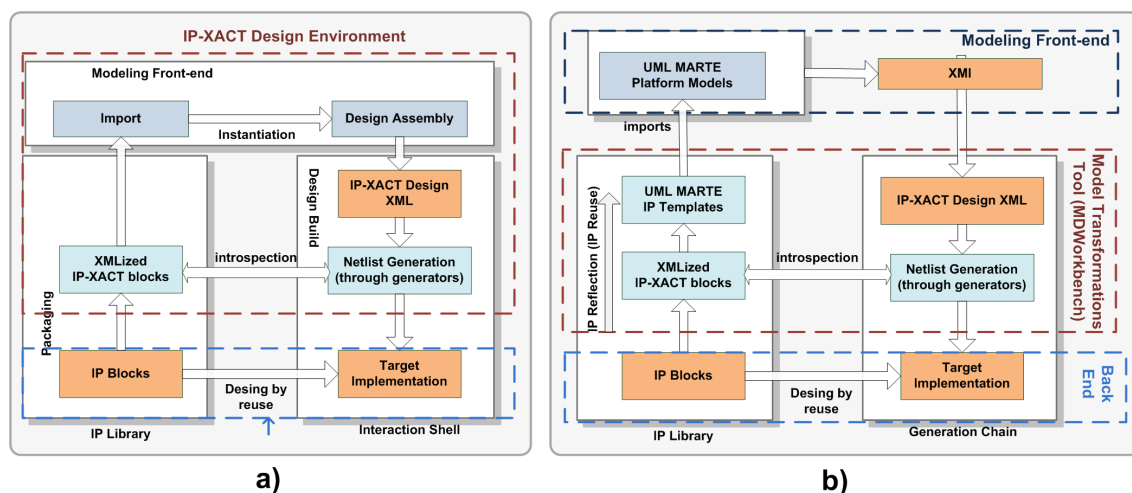 IP-XACT Design Environment
Modeling Front-end
Import
Instantiation
Design Assembly
IP-XACT Design
XML
Design Build
XMLized
IP-XACT blocks
introspection
Netlist Generation
(through generators)
Packaging
IP Blocks
Desing by
reuse
Target
Implementation
IP Library
Interaction Shell
a)
Modeling Front-end
UML MARTE
Platform Models
XMI
imports
IP Reflection (IP Reuse)
UML MARTE
IP Templates
IP-XACT Design XML
Model Transformations
Tool (MDWorkbench)
XMLized
IP-XACT blocks
introspection
Netlist Generation
(through generators)
IP Blocks
Desing by
reuse
Target
Implementation
Back
End
IP Library
Generation Chain
b)